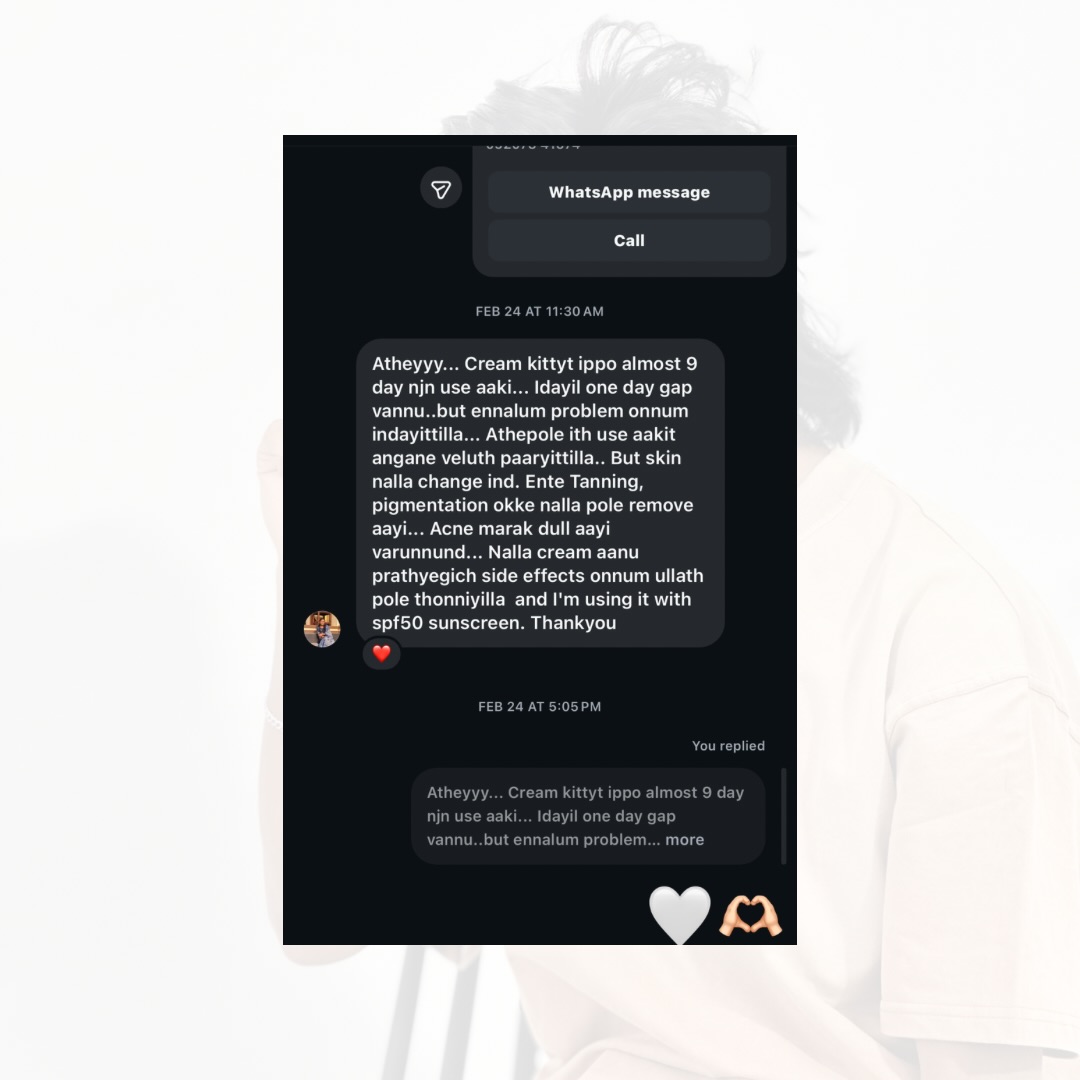 WhatsApp message
Call
FEB 24 AT 11:30 AM
Atheyyy... Cream kittyt ippo almost 9
day njn use aaki... Idayil one day gap
vannu..but ennalum problem onnum
indayittilla... Athepole ith use aakit
angane veluth paaryittilla.. But skin
nalla change ind. Ente Tanning,
pigmentation okke nalla pole remove
aayi... Acne marak dull aayi
varunnund... Nalla cream aanu
prathyegich side effects onnum ullath
pole thonniyilla and I'm using it with
spf50 sunscreen. Thankyou
❤️
FEB 24 AT 5:05 PM
You replied
Atheyyy... Cream kittyt ippo almost 9 day
njn use aaki... Idayil one day gap
vannu..but ennalum problem... more
🤍 🫶🏻